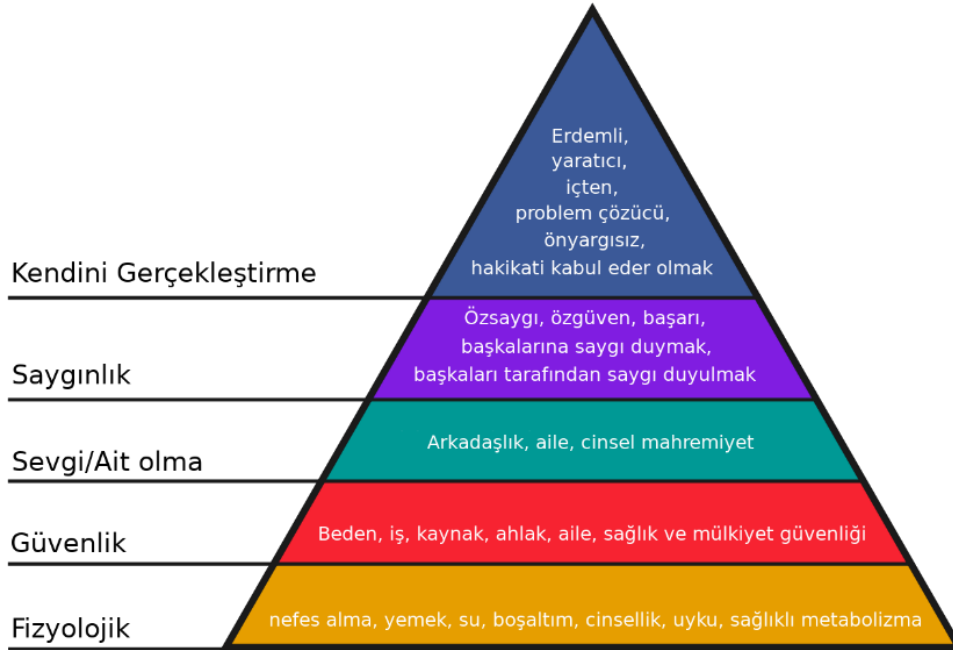 Erdemli,
yaratıcı,
içten,
problem çözücü,
önyargısız,
hakikati kabul eder olmak
Kendini Gerçekleştirme
Özsaygı, özgüven, başarı,
başkalarına saygı duymak,
başkaları tarafından saygı duyulmak
Saygınlık
Arkadaşlık, aile, cinsel mahremiyet
Sevgi/Ait olma
Beden, iş, kaynak, ahlak, aile, sağlık ve mülkiyet güvenliği
Güvenlik
nefes alma, yemek, su, boşaltım, cinsellik, uyku, sağlıklı metabolizma
Fizyolojik